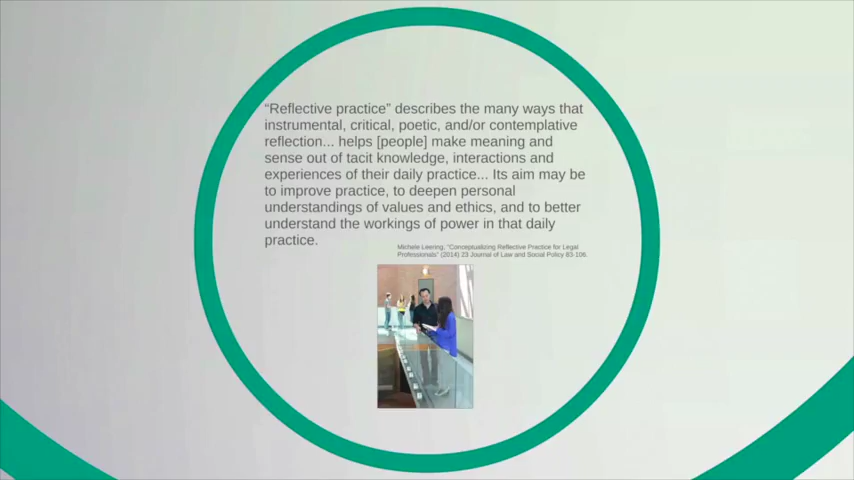 “Reflective practice” describes the many ways that
instrumental, critical, poetic, and/or contemplative
reflection... helps [people] make meaning and
sense out of tacit knowledge, interactions and
experiences of their daily practice... Its aim may be
to improve practice, to deepen personal
understandings of values and ethics, and to better
understand the workings of power in that daily
practice.
Michele Leering, "Conceptualizing Reflective Practice for Legal
Professionals" (2014) 23 Journal of Law and Social Policy 83-106.